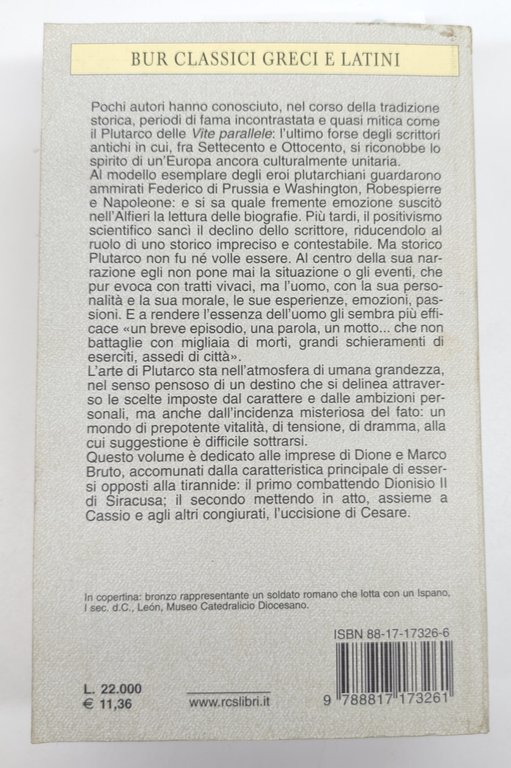 BUR CLASSICI GRECI E LATINI
Pochi autori hanno conosciuto, nel corso della tradizione
storica, periodi di fama incontrastata e quasi mitica come
il Plutarco delle Vite parallele: l'ultimo forse degli scrittori
antichi in cui, fra Settecento e Ottocento, si riconobbe lo
spirito di un'Europa ancora culturalmente unitaria.
Al modello esemplare degli eroi plutarchiani guardarono
ammirati Federico di Prussia e Washington, Robespierre
e Napoleone: e si sa quale fremente emozione suscitò
nell'Alfieri la lettura delle biografie. Più tardi, il positivismo
scientifico sancì il declino dello scrittore, riducendolo al
ruolo di uno storico impreciso e contestabile. Ma storico
Plutarco non fu né volle essere. Al centro della sua nar-
razione egli non pone mai la situazione o gli eventi, che
pur evoca con tratti vivaci, ma l'uomo, con la sua perso-
nalità e la sua morale, le sue esperienze, emozioni, pas-
sioni. E a rendere l'essenza dell'uomo gli sembra più effi-
cace «un breve episodio, una parola, un motto... che non
battaglie con migliaia di morti, grandi schieramenti di
eserciti, assedi di città».
L'arte di Plutarco sta nell'atmosfera di umana grandezza,
nel senso pensoso di un destino che si delinea attraver-
so le scelte imposte dal carattere e dalle ambizioni per-
sonali, ma anche dall'incidenza misteriosa del fato: un
mondo di prepotente vitalità, di tensione, di dramma, alla
cui suggestione è difficile sottrarsi.
Questo volume è dedicato alle imprese di Dione e Marco
Bruto, accomunati dalla caratteristica principale di esser-
si opposti alla tirannide: il primo combattendo Dionisio II
di Siracusa; il secondo mettendo in atto, assieme a
Cassio e agli altri congiurati, l'uccisione di Cesare.
In copertina: bronzo rappresentante un soldato romano che lotta con un Ispano,
I sec. d.C., León, Museo Catedralicio Diocesano.
ISBN 88-17-17326-6
L. 22.000
€ 11,36
www.rcslibri.it
9 788817 173261